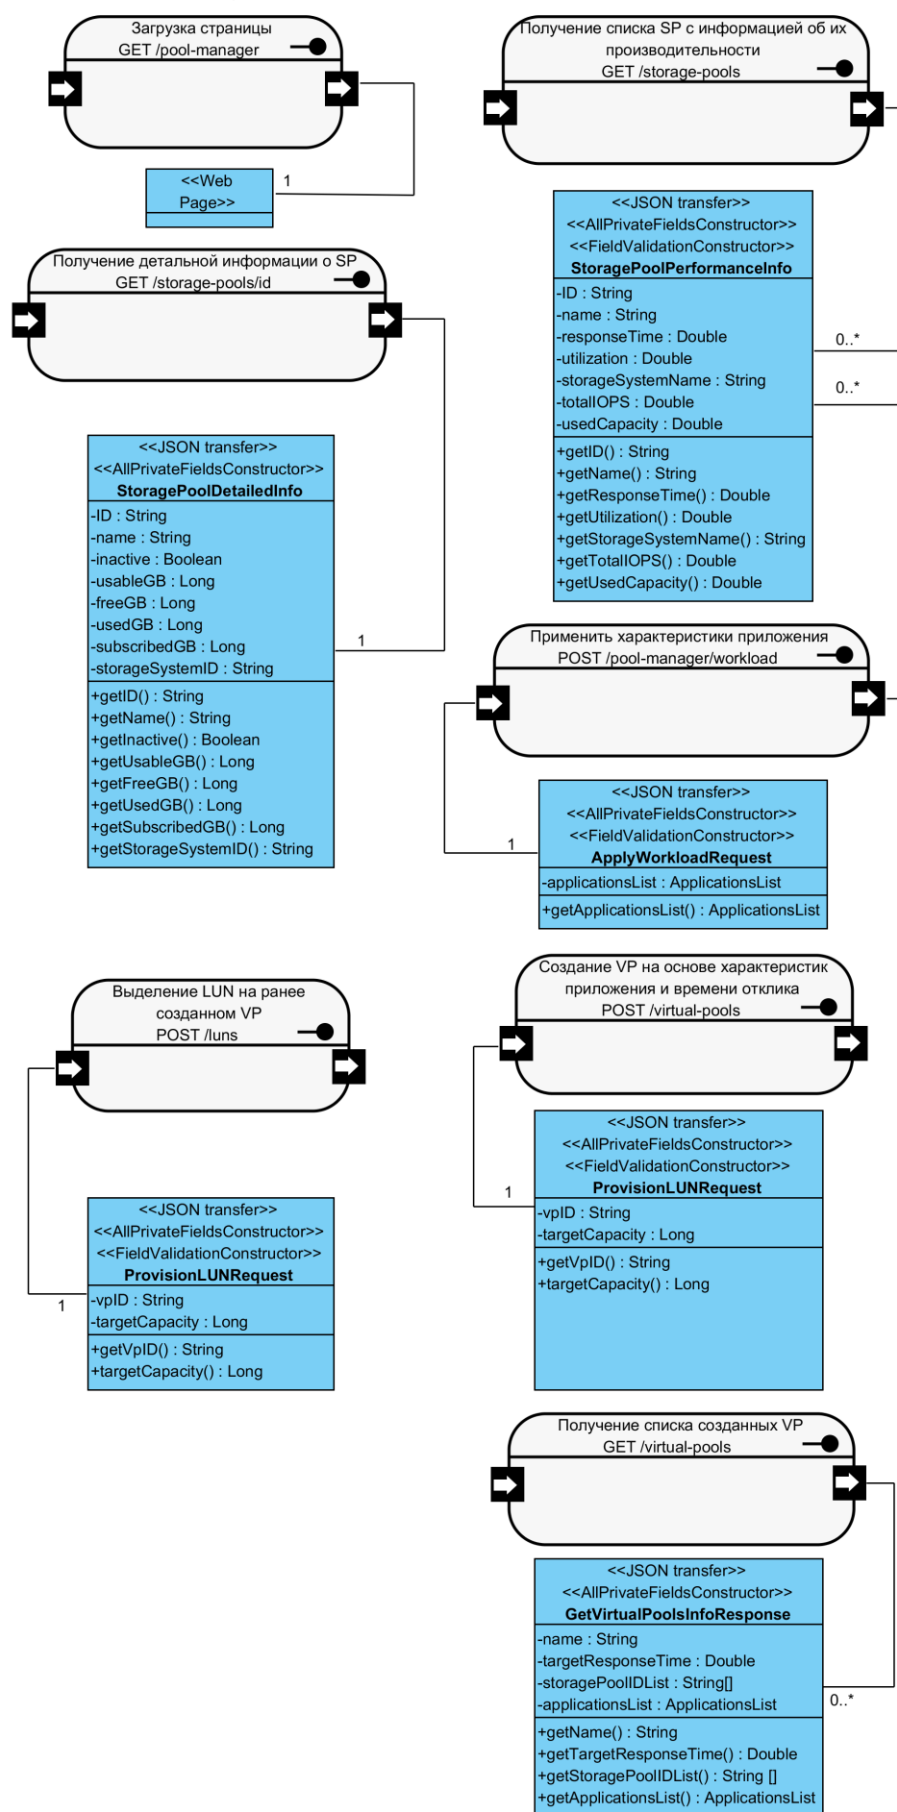 Загрузка страницы
GET /pool-manager
1
<<Web
Page>>
Получение списка SP с информацией об их
производительности
GET /storage-pools
<<JSON transfer>>
<<AllPrivateFieldsConstructor>>
<<FieldValidationConstructor>>
StoragePoolPerformanceInfo
-ID : String
-name : String
-responseTime : Double
-utilization : Double
-storageSystemName : String
-totalIOPS : Double
-usedCapacity : Double
+getID() : String
+getName() : String
+getResponseTime() : Double
+getUtilization() : Double
+getStorageSystemName() : String
+getTotalIOPS() : Double
+getUsedCapacity() : Double
0..*
0..*
Получение детальной информации о SP
GET /storage-pools/id
<<JSON transfer>>
<<AllPrivateFieldsConstructor>>
StoragePoolDetailedInfo
-ID : String
-name : String
-inactive : Boolean
-usableGB : Long
-freeGB : Long
-usedGB : Long
-subscribedGB : Long
-storageSystemID : String
+getID() : String
+getName() : String
+getInactive() : Boolean
+getUsableGB() : Long
+getFreeGB() : Long
+getUsedGB() : Long
+getSubscribedGB() : Long
+getStorageSystemID() : String
1
Применить характеристики приложения
POST /pool-manager/workload
1
<<JSON transfer>>
<<AllPrivateFieldsConstructor>>
<<FieldValidationConstructor>>
ApplyWorkloadRequest
-applicationsList : ApplicationsList
+getApplicationsList() : ApplicationsList
Выделение LUN на ранее
созданном VP
POST /luns
1
<<JSON transfer>>
<<AllPrivateFieldsConstructor>>
<<FieldValidationConstructor>>
ProvisionLUNRequest
-vpID : String
-targetCapacity : Long
+getVpID() : String
+targetCapacity() : Long
Создание VP на основе характеристик
приложения и времени отклика
POST /virtual-pools
1
<<JSON transfer>>
<<AllPrivateFieldsConstructor>>
<<FieldValidationConstructor>>
ProvisionLUNRequest
-vpID : String
-targetCapacity : Long
+getVpID() : String
+targetCapacity() : Long
Получение списка созданных VP
GET /virtual-pools
<<JSON transfer>>
<<AllPrivateFieldsConstructor>>
GetVirtualPoolsInfoResponse
-name : String
-targetResponseTime : Double
-storagePoolIDList : String[]
-applicationsList : ApplicationsList
+getName() : String
+getTargetResponseTime() : Double
+getStoragePoolIDList() : String []
+getApplicationsList() : ApplicationsList
0..*